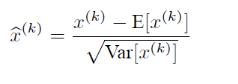 x̂^(k) = (x^(k) − E[x^(k)]) / √(Var[x^(k)])